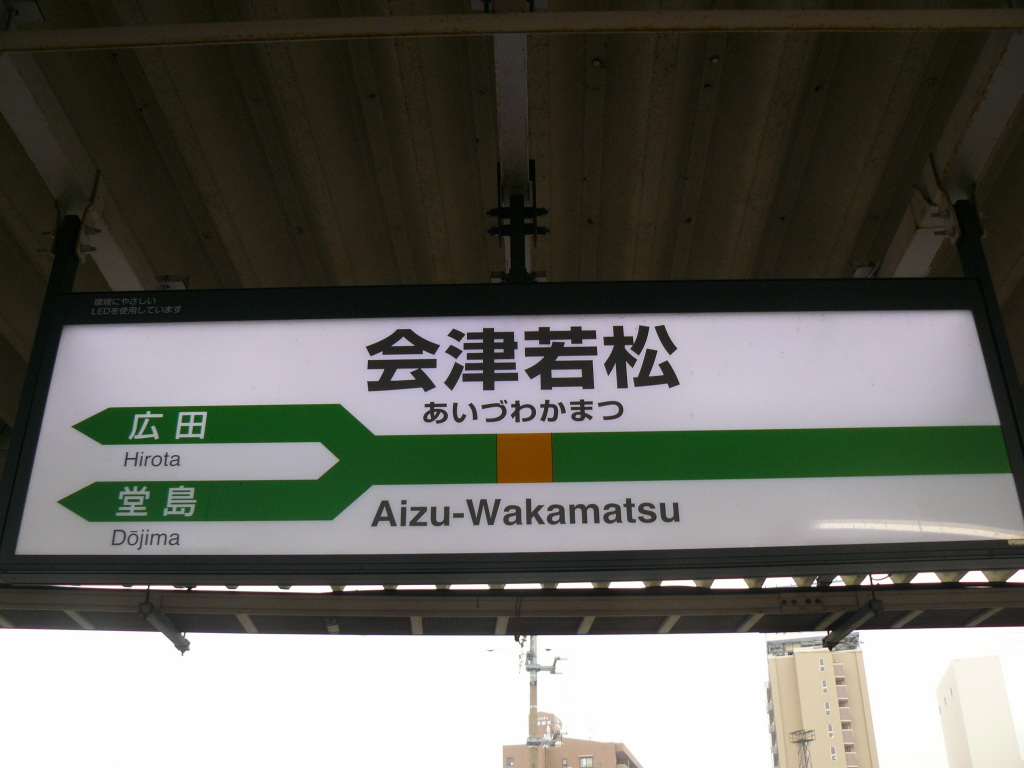 環境にやさしい
LEDを使用しています
会津若松
あいづわかまつ
広田
Hirota
堂島
Dōjima
Aizu-Wakamatsu